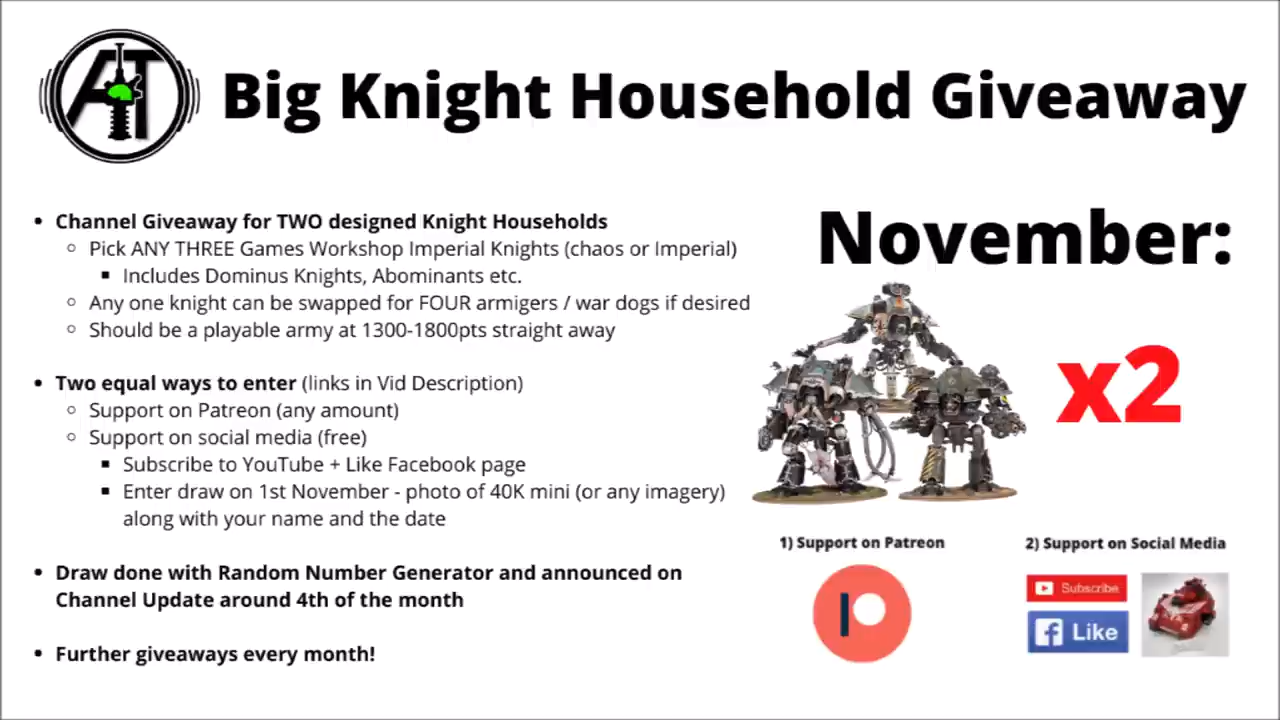 AT
Big Knight Household Giveaway
• Channel Giveaway for TWO designed Knight Households
◦ Pick ANY THREE Games Workshop Imperial Knights (chaos or Imperial)
▪ Includes Dominus Knights, Abominants etc.
◦ Any one knight can be swapped for FOUR armigers / war dogs if desired
◦ Should be a playable army at 1300-1800pts straight away
• Two equal ways to enter (links in Vid Description)
◦ Support on Patreon (any amount)
◦ Support on social media (free)
▪ Subscribe to YouTube + Like Facebook page
▪ Enter draw on 1st November - photo of 40K mini (or any imagery)
along with your name and the date
• Draw done with Random Number Generator and announced on
Channel Update around 4th of the month
• Further giveaways every month!
November:
x2
1) Support on Patreon
2) Support on Social Media
Subscribe
f Like